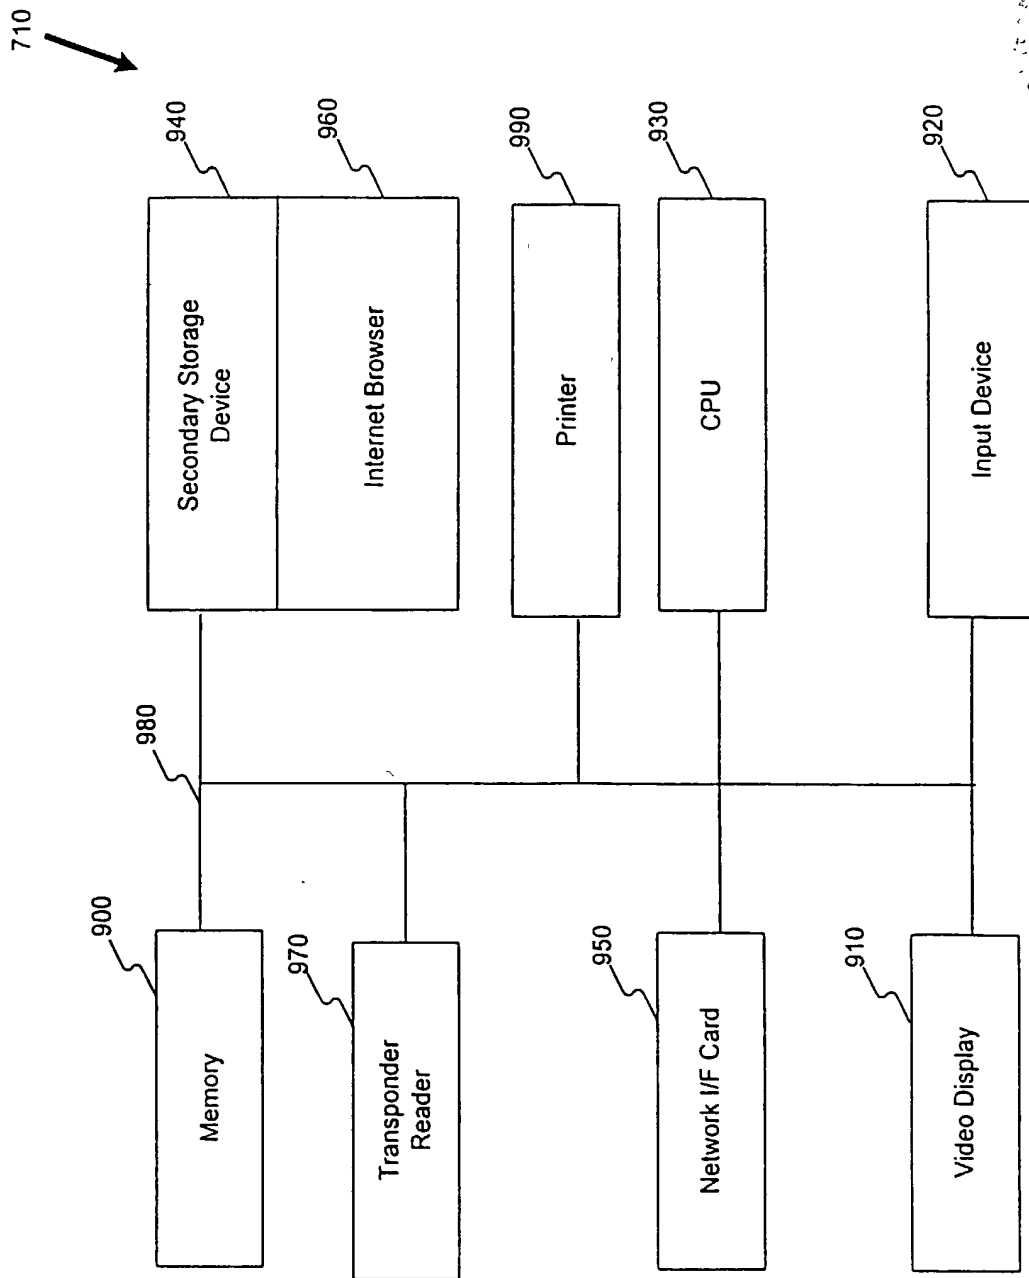 710
900
Memory
980
940
Secondary Storage
Device
960
Internet Browser
970
Transponder
Reader
990
Printer
950
Network I/F Card
930
CPU
910
Video Display
920
Input Device